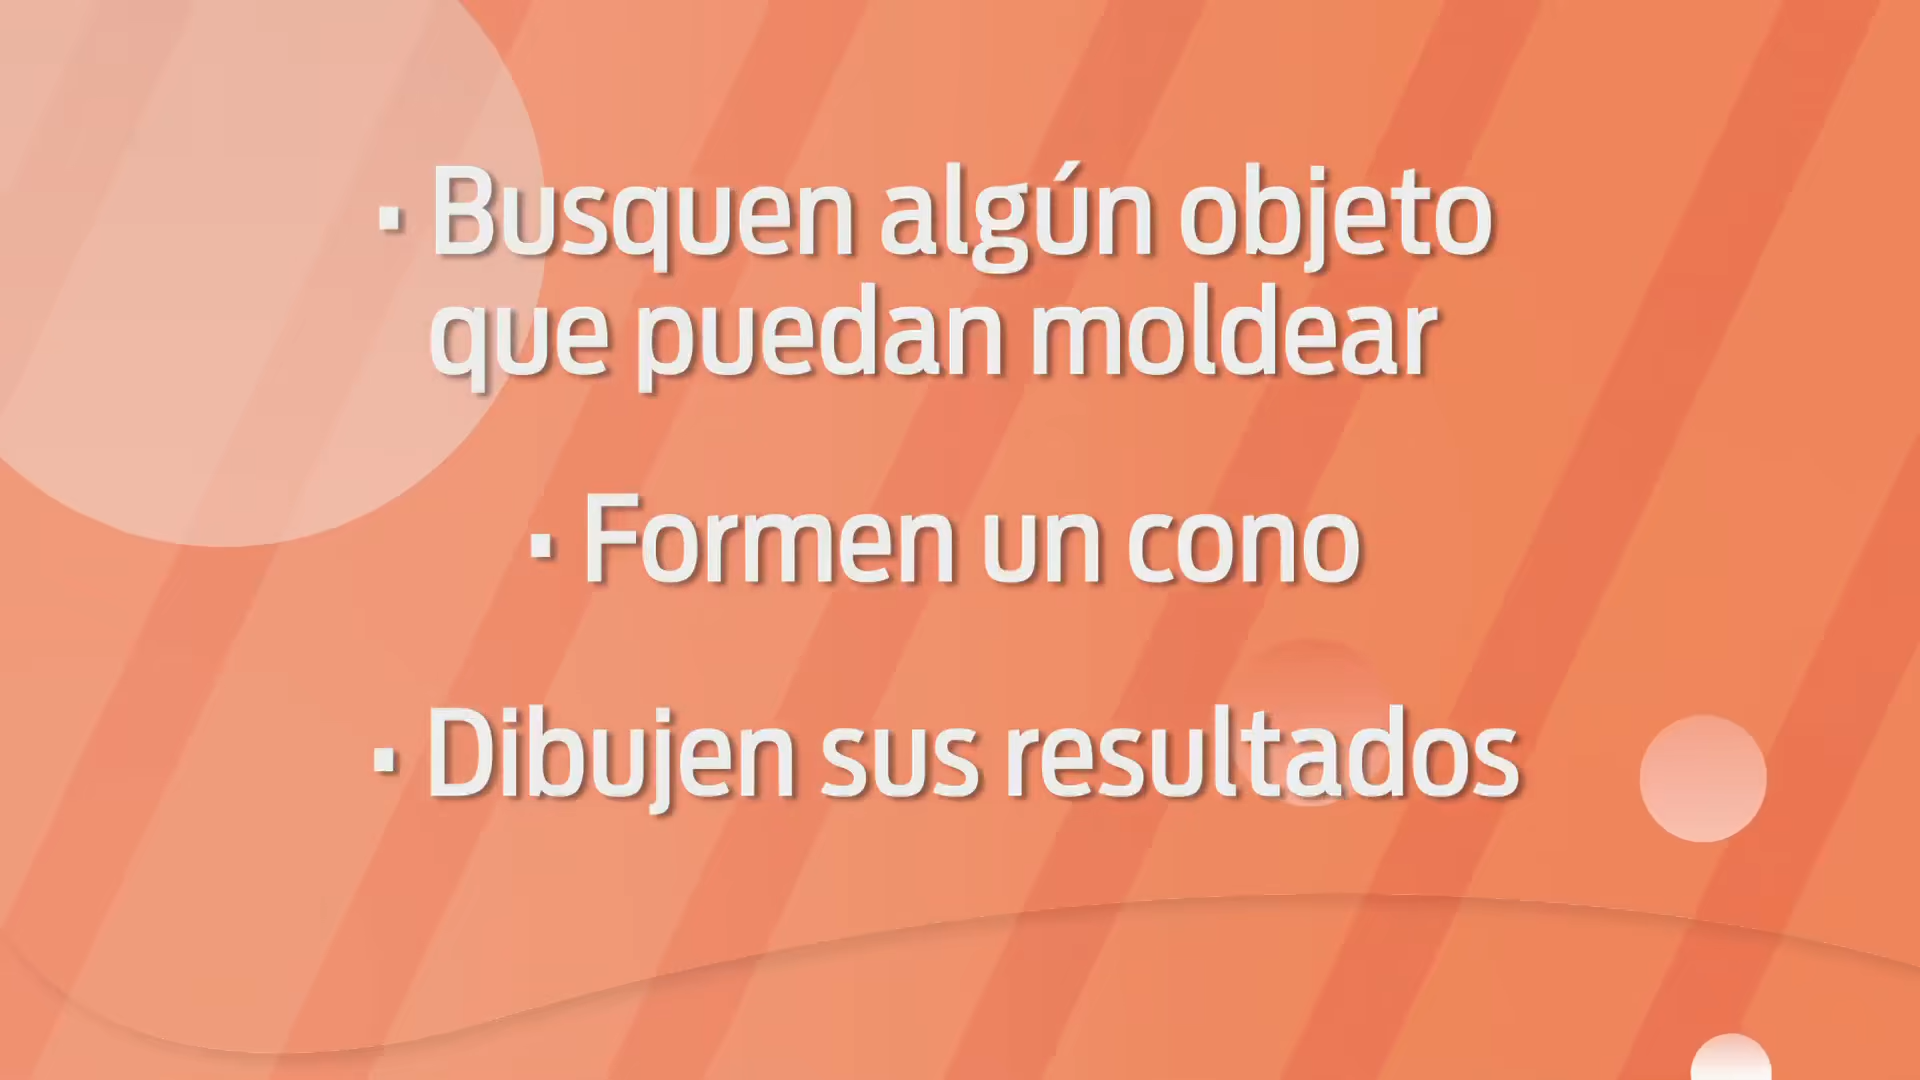 · Busquen algún objeto
que puedan moldear
· Formen un cono
· Dibujen sus resultados